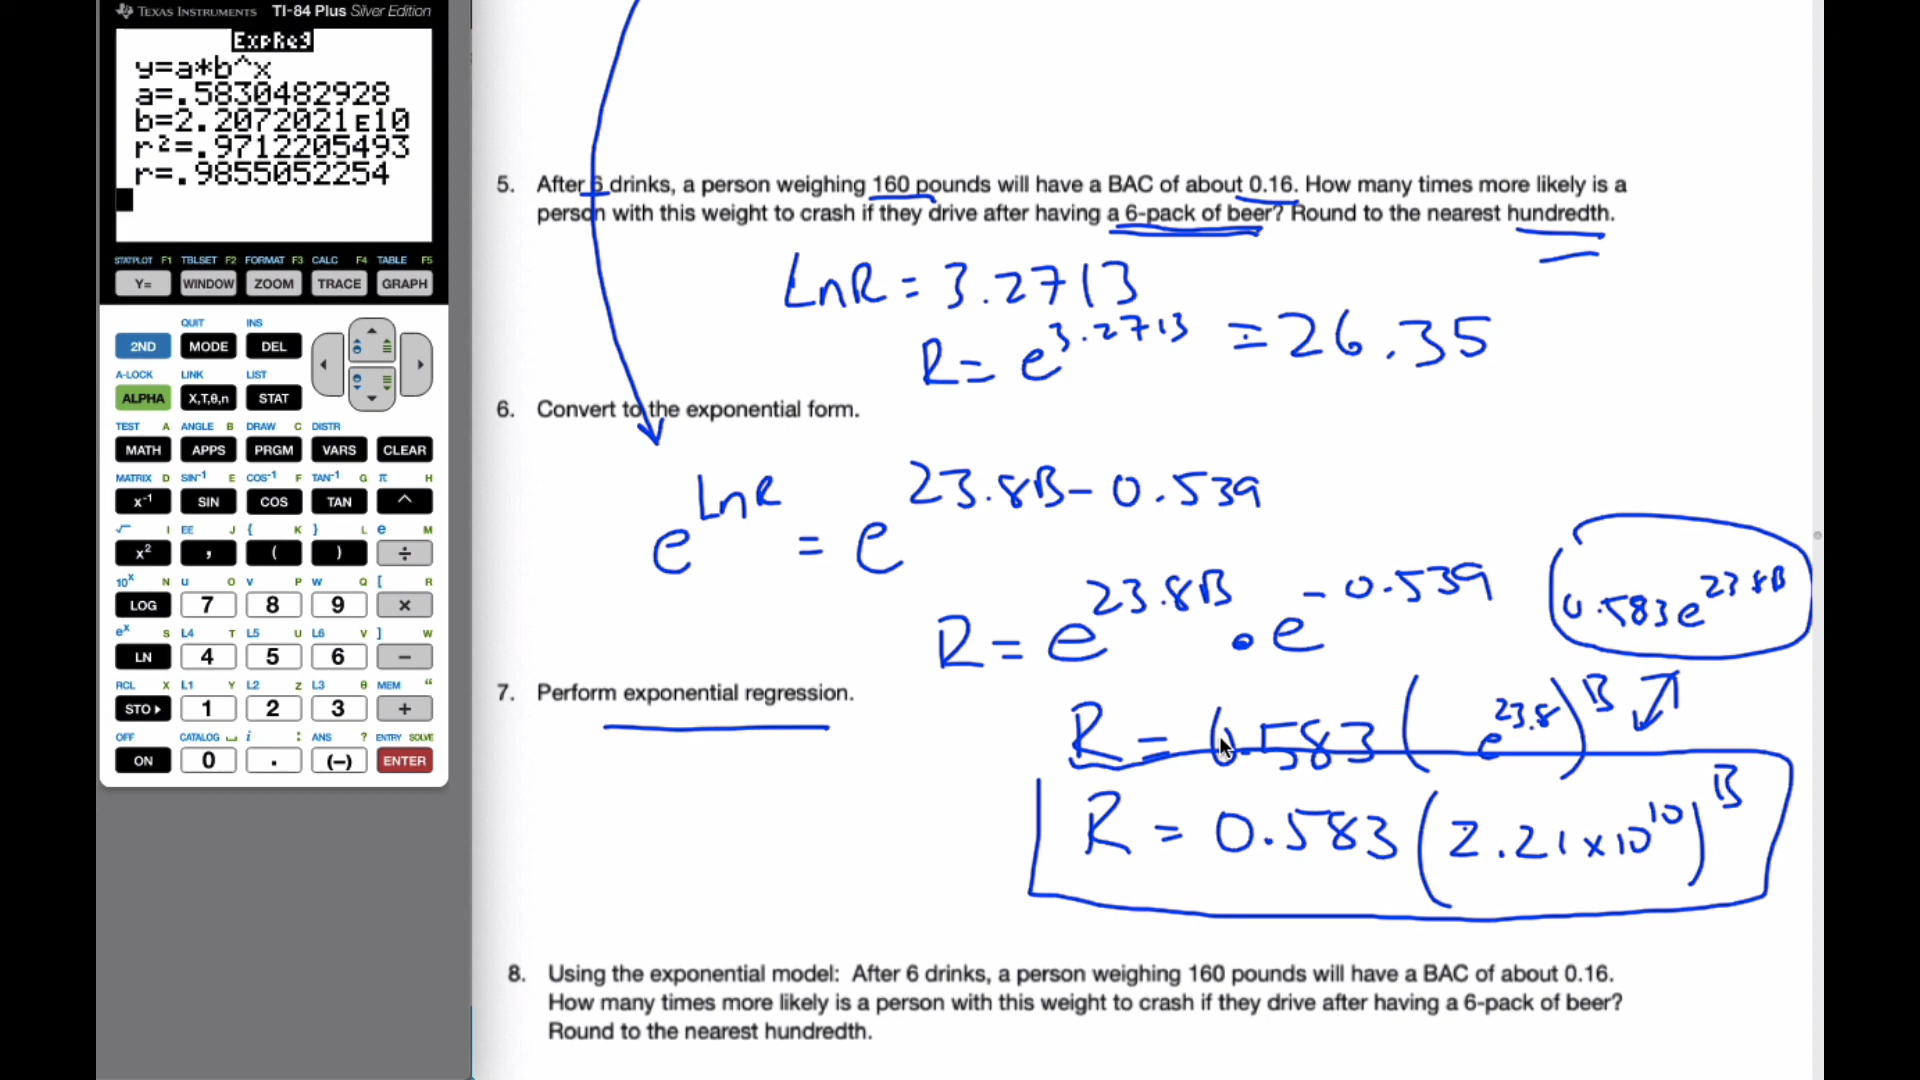 TEXAS INSTRUMENTS TI-84 Plus Silver Edition
ExpReg
y=a*b^x
a=.5830482928
b=2.2072021E10
r²=.9712205493
r=.9855052254
STATPLOT F1 TBLSET F2 FORMAT F3 CALC F4 TABLE F5
Y= WINDOW ZOOM TRACE GRAPH
QUIT INS
2ND MODE DEL
A-LOCK LINK LIST
ALPHA X,T,θ,n STAT
TEST A ANGLE B DRAW C DISTR
MATH APPS PRGM VARS CLEAR
MATRIX D SIN⁻¹ E COS⁻¹ F TAN⁻¹ G π H
x⁻¹ SIN COS TAN ^
√ I EE J { K } L e M
x² , ( ) ÷
10ˣ N u O v P w Q [ R
LOG 7 8 9 ×
eˣ S L4 T L5 U L6 V ] W
LN 4 5 6 −
RCL X L1 Y L2 Z L3 θ MEM "
STO▸ 1 2 3 +
OFF CATALOG ⎵ i : ANS ? ENTRY SOLVE
ON 0 . (−) ENTER
5. After 6 drinks, a person weighing 160 pounds will have a BAC of about 0.16. How many times more likely is a
person with this weight to crash if they drive after having a 6-pack of beer? Round to the nearest hundredth.
LnR = 3.2713
R = e^3.2713 = 26.35
6. Convert to the exponential form.
e^LnR = e^23.8B-0.539
R = e^23.8B • e^-0.539
0.583e^23.8B
7. Perform exponential regression.
R = 0.583(e^23.8)^B
R = 0.583(2.21×10^10)^B
8. Using the exponential model: After 6 drinks, a person weighing 160 pounds will have a BAC of about 0.16.
How many times more likely is a person with this weight to crash if they drive after having a 6-pack of beer?
Round to the nearest hundredth.